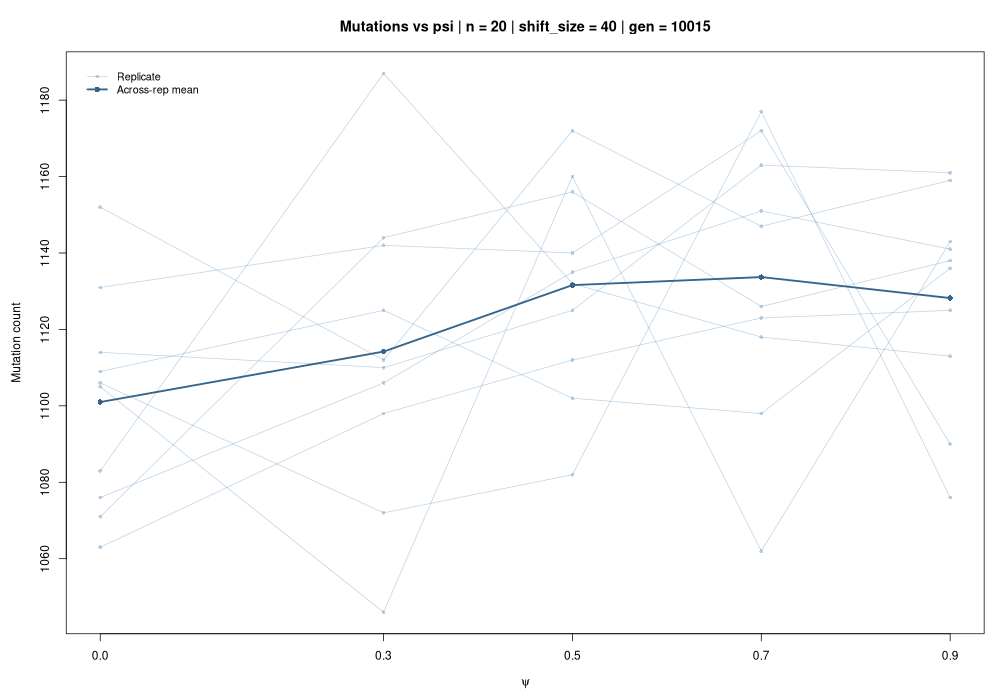 Mutations vs psi | n = 20 | shift_size = 40 | gen = 10015
Replicate
Across-rep mean
Mutation count
1180
1160
1140
1120
1100
1080
1060
0.0 0.3 0.5 0.7 0.9
ψ